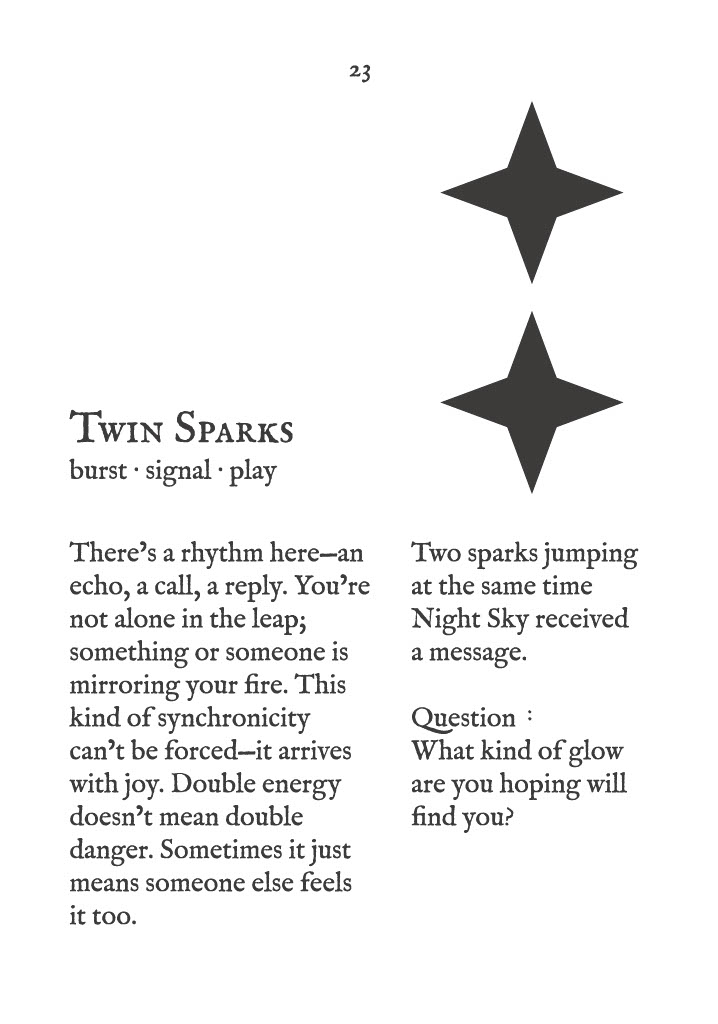 23
Twin Sparks
burst · signal · play
There’s a rhythm here—an
echo, a call, a reply. You’re
not alone in the leap;
something or someone is
mirroring your fire. This
kind of synchronicity
can’t be forced—it arrives
with joy. Double energy
doesn’t mean double
danger. Sometimes it just
means someone else feels
it too.
Two sparks jumping
at the same time
Night Sky received
a message.
Question :
What kind of glow
are you hoping will
find you?